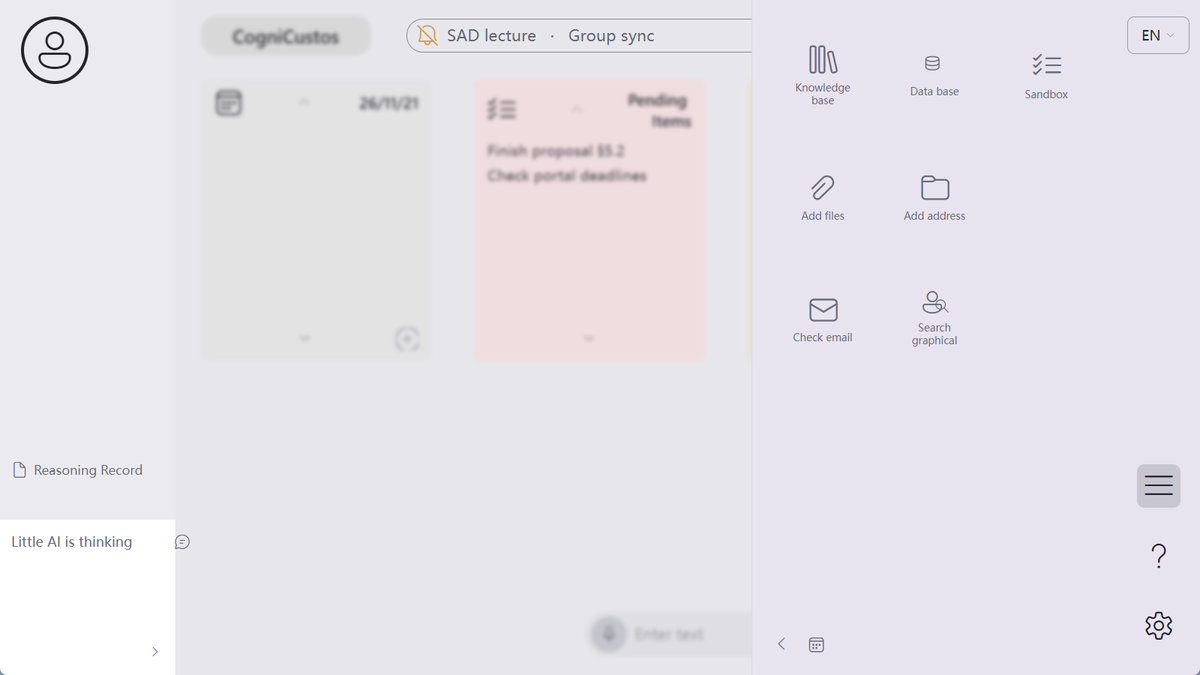 CogniCustos
SAD lecture · Group sync
EN
26/11/21
Pending
Items
Finish proposal §5.2
Check portal deadlines
Knowledge
base
Data base
Sandbox
Add files
Add address
Check email
Search
graphical
Reasoning Record
Little AI is thinking
Enter text
?